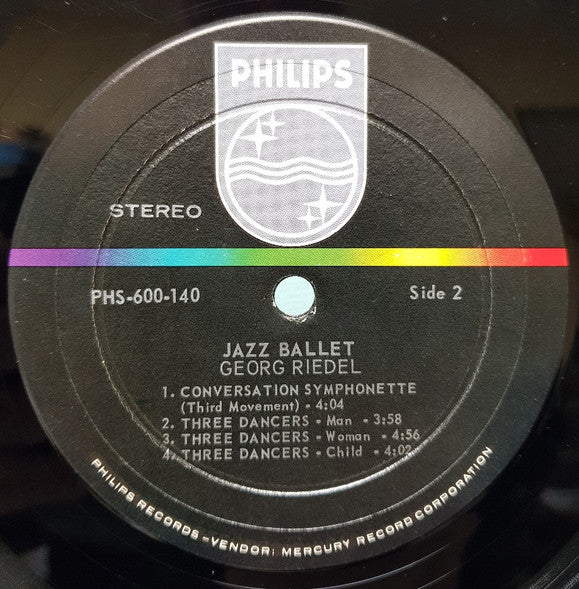 PHILIPS
STEREO
PHS-600-140
Side 2
JAZZ BALLET
GEORG RIEDEL
1. CONVERSATION SYMPHONETTE
(Third Movement) • 4:04
2. THREE DANCERS • Man • 3:58
3. THREE DANCERS • Woman • 4:56
4. THREE DANCERS • Child • 4:02
PHILIPS RECORDS—VENDOR: MERCURY RECORD CORPORATION